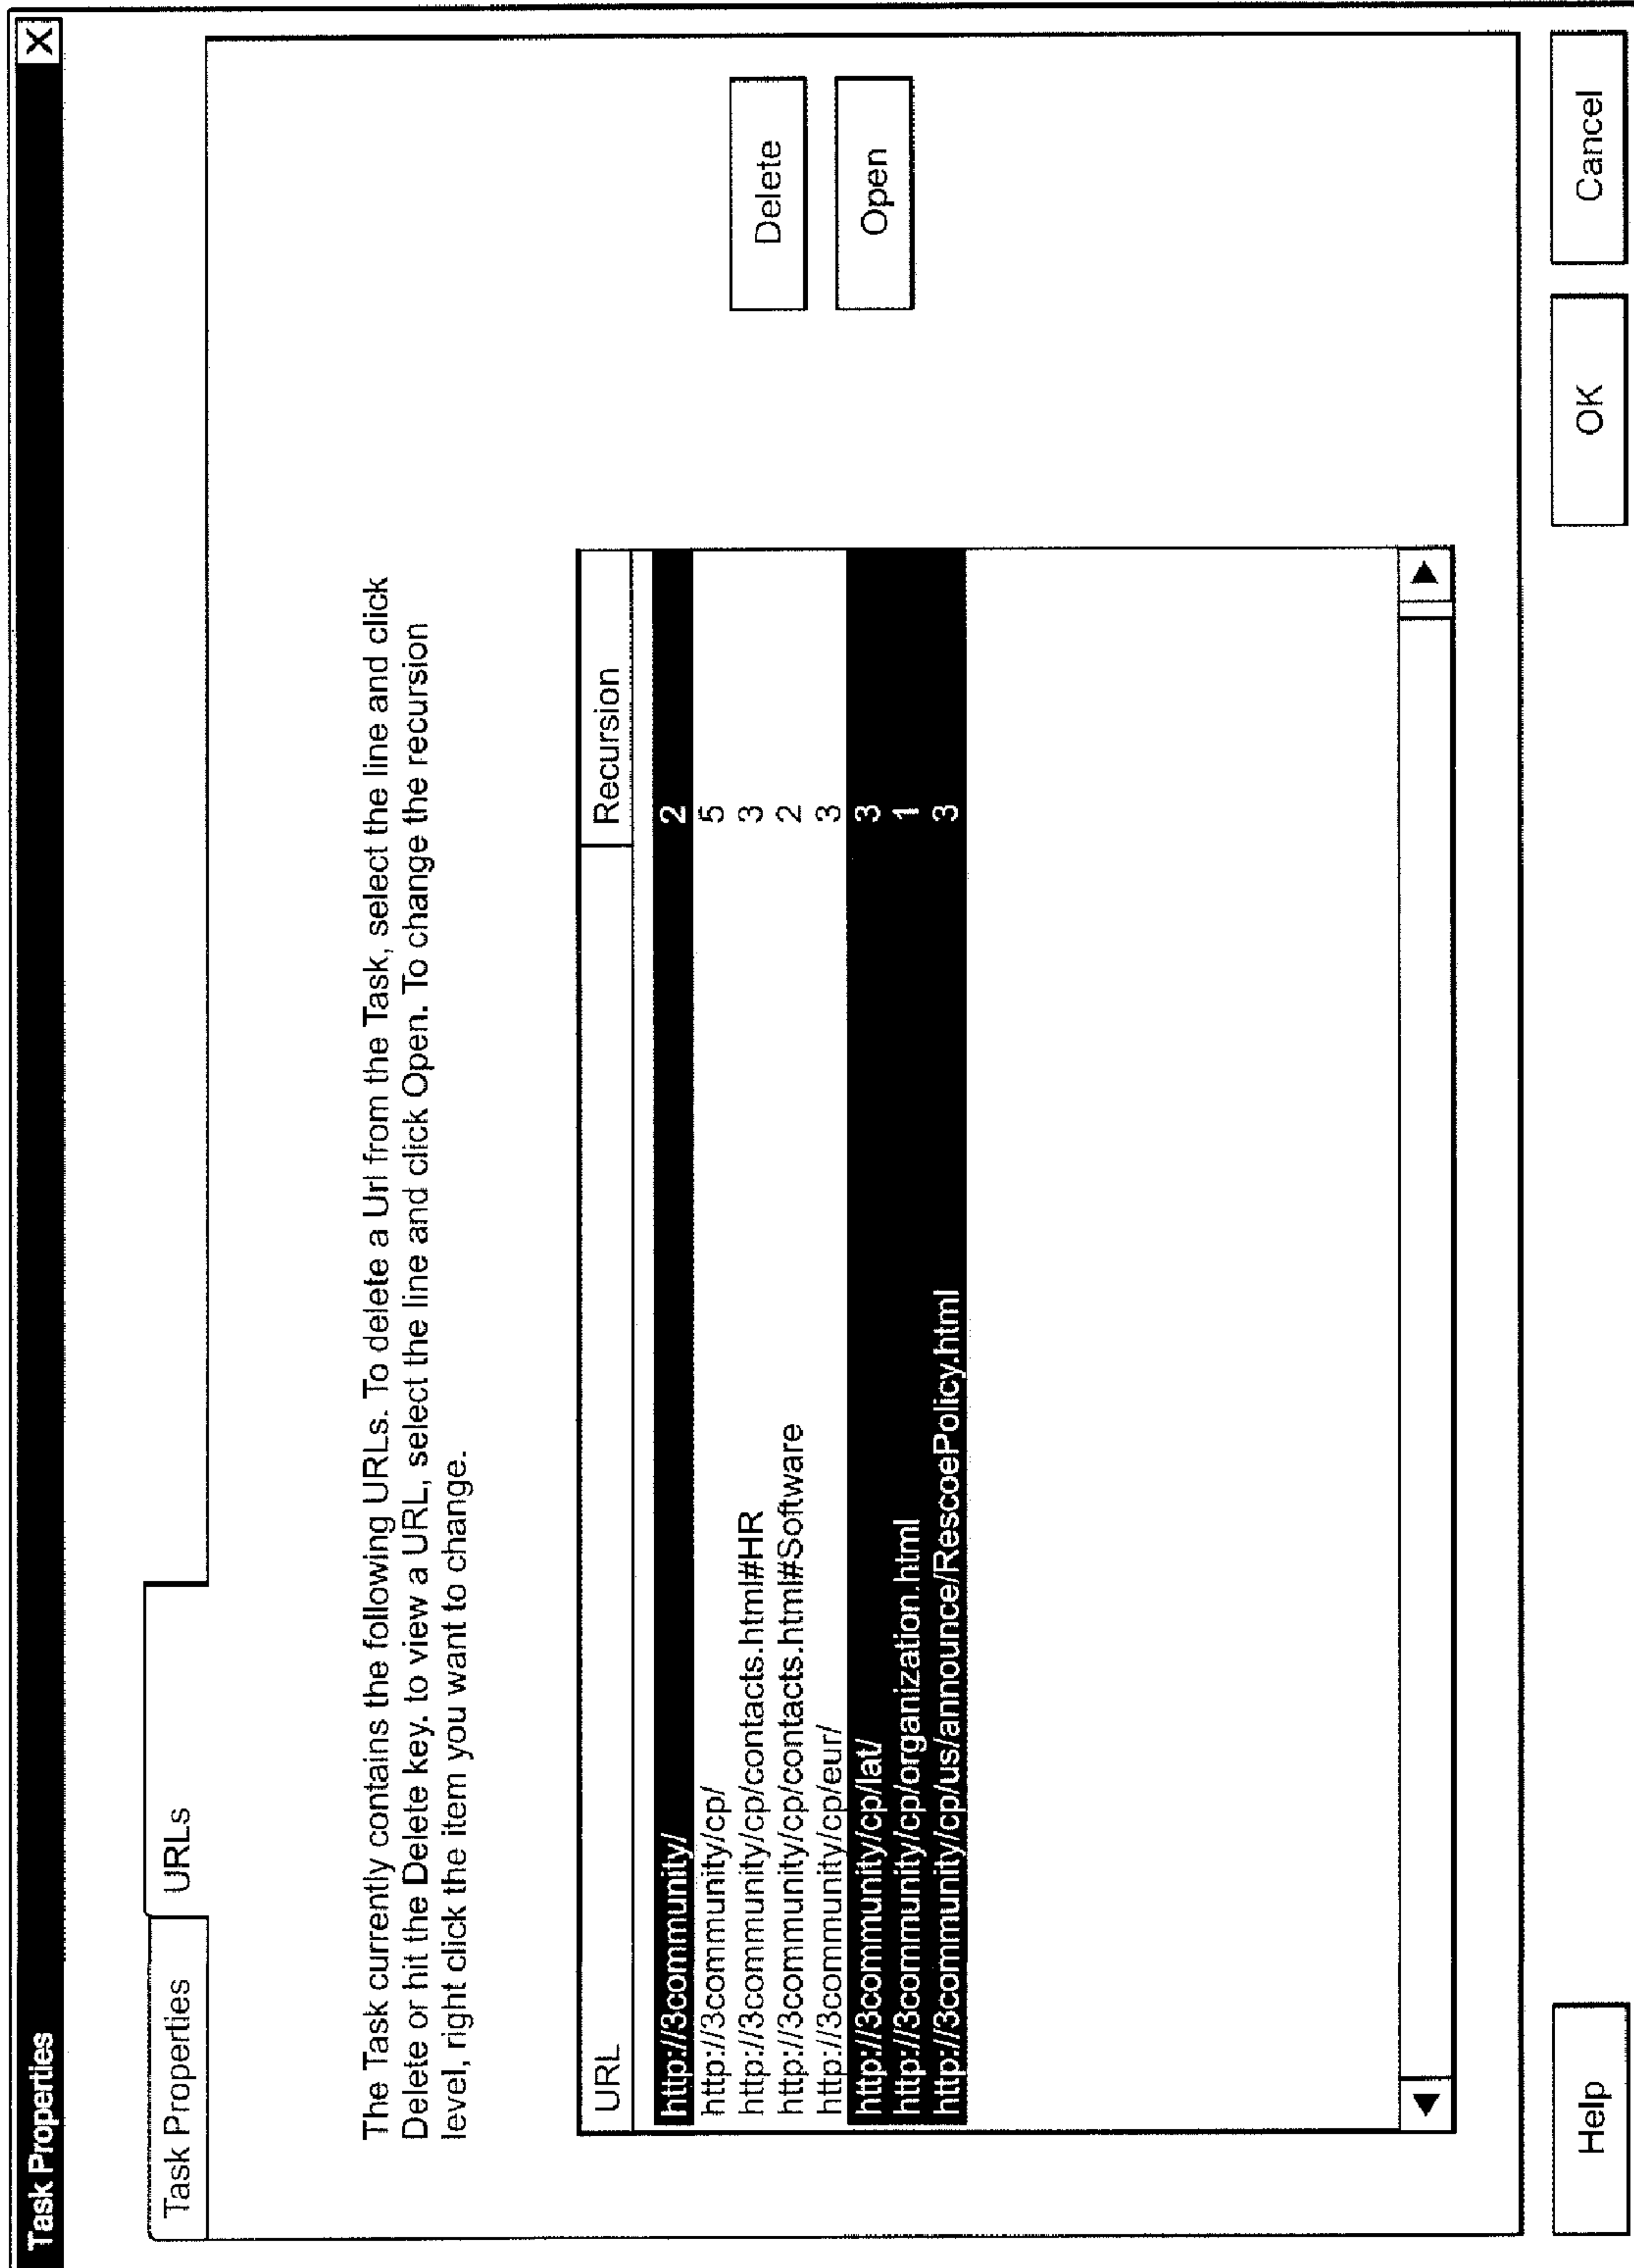 Task Properties X
Task Properties URLs
The Task currently contains the following URLs. To delete a Url from the Task, select the line and click
Delete or hit the Delete key. to view a URL, select the line and click Open. To change the recursion
level, right click the item you want to change.
URL Recursion
http://3community/ 2
http://3community/cp/ 5
http://3community/cp/contacts.html#HR 3
http://3community/cp/contacts.html#Software 2
http://3community/cp/eur/ 3
http://3community/cp/lat/ 3
http://3community/cp/organization.html 1
http://3community/cp/us/announce/RescoePolicy.html 3
Delete
Open
Help OK Cancel